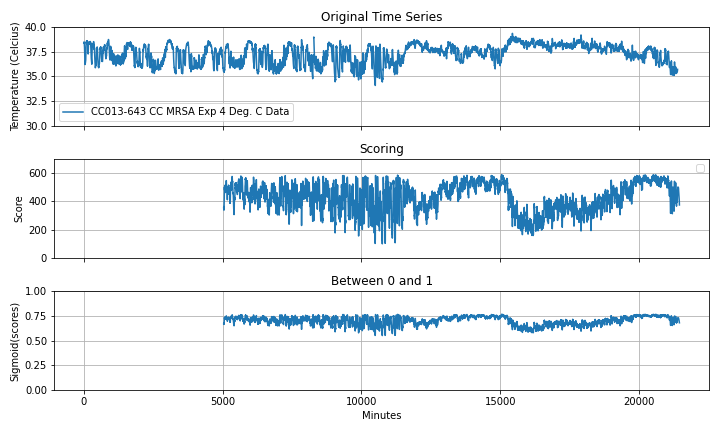 Original Time Series
Temperature (Celcius)
40.0
37.5
35.0
32.5
30.0
CC013-643 CC MRSA Exp 4 Deg. C Data
Scoring
Score
600
400
200
0
Between 0 and 1
Sigmoid(scores)
1.00
0.75
0.50
0.25
0.00
0 5000 10000 15000 20000
Minutes